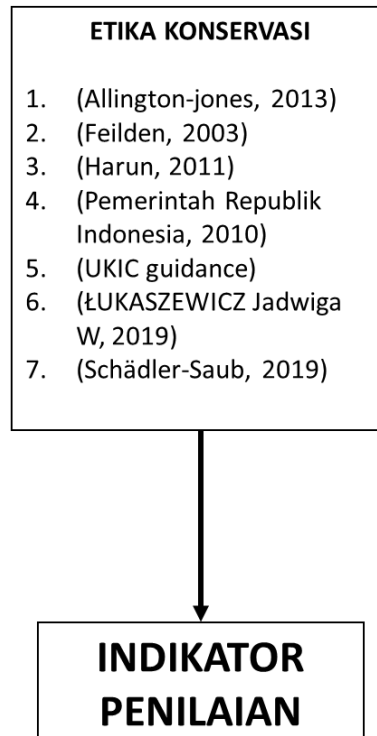 ETIKA KONSERVASI
1. (Allington-jones, 2013)
2. (Feilden, 2003)
3. (Harun, 2011)
4. (Pemerintah Republik
Indonesia, 2010)
5. (UKIC guidance)
6. (ŁUKASZEWICZ Jadwiga
W, 2019)
7. (Schädler-Saub, 2019)
INDIKATOR
PENILAIAN